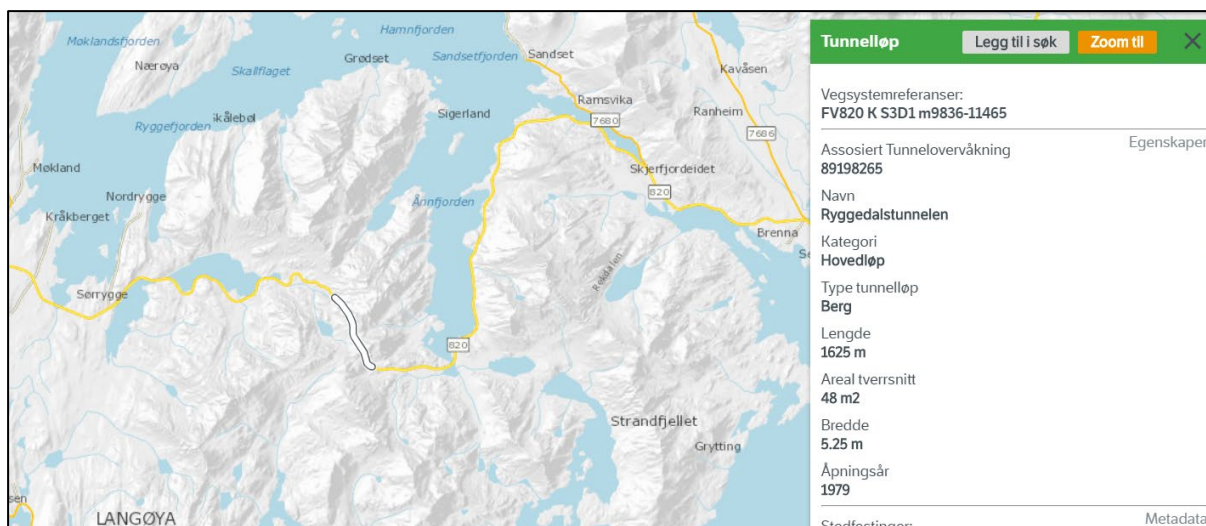 Hamnfjorden
Møklandsfjorden
Nærøya
Skallflaget
Grødset
Sandsetfjorden
Sandset
Kavåsen
Ramsvika
Ranheim
Sigerland
7680
7686
Ryggefjorden
Møkland
Skjerfjordeidet
820
Nordrygge
Kråkberget
Ånnfjorden
Brenna
Sørrygge
820
Strandfjellet
Grytting
LANGØYA
Tunnelløp
Legg til i søk
Zoom til
Vegsystemreferanser:
FV820 K S3D1 m9836-11465
Egenskaper
Assosiert Tunnelovervåkning
89198265
Navn
Ryggedalstunnelen
Kategori
Hovedløp
Type tunnelløp
Berg
Lengde
1625 m
Areal tverrsnitt
48 m2
Bredde
5.25 m
Åpningsår
1979
Metadata